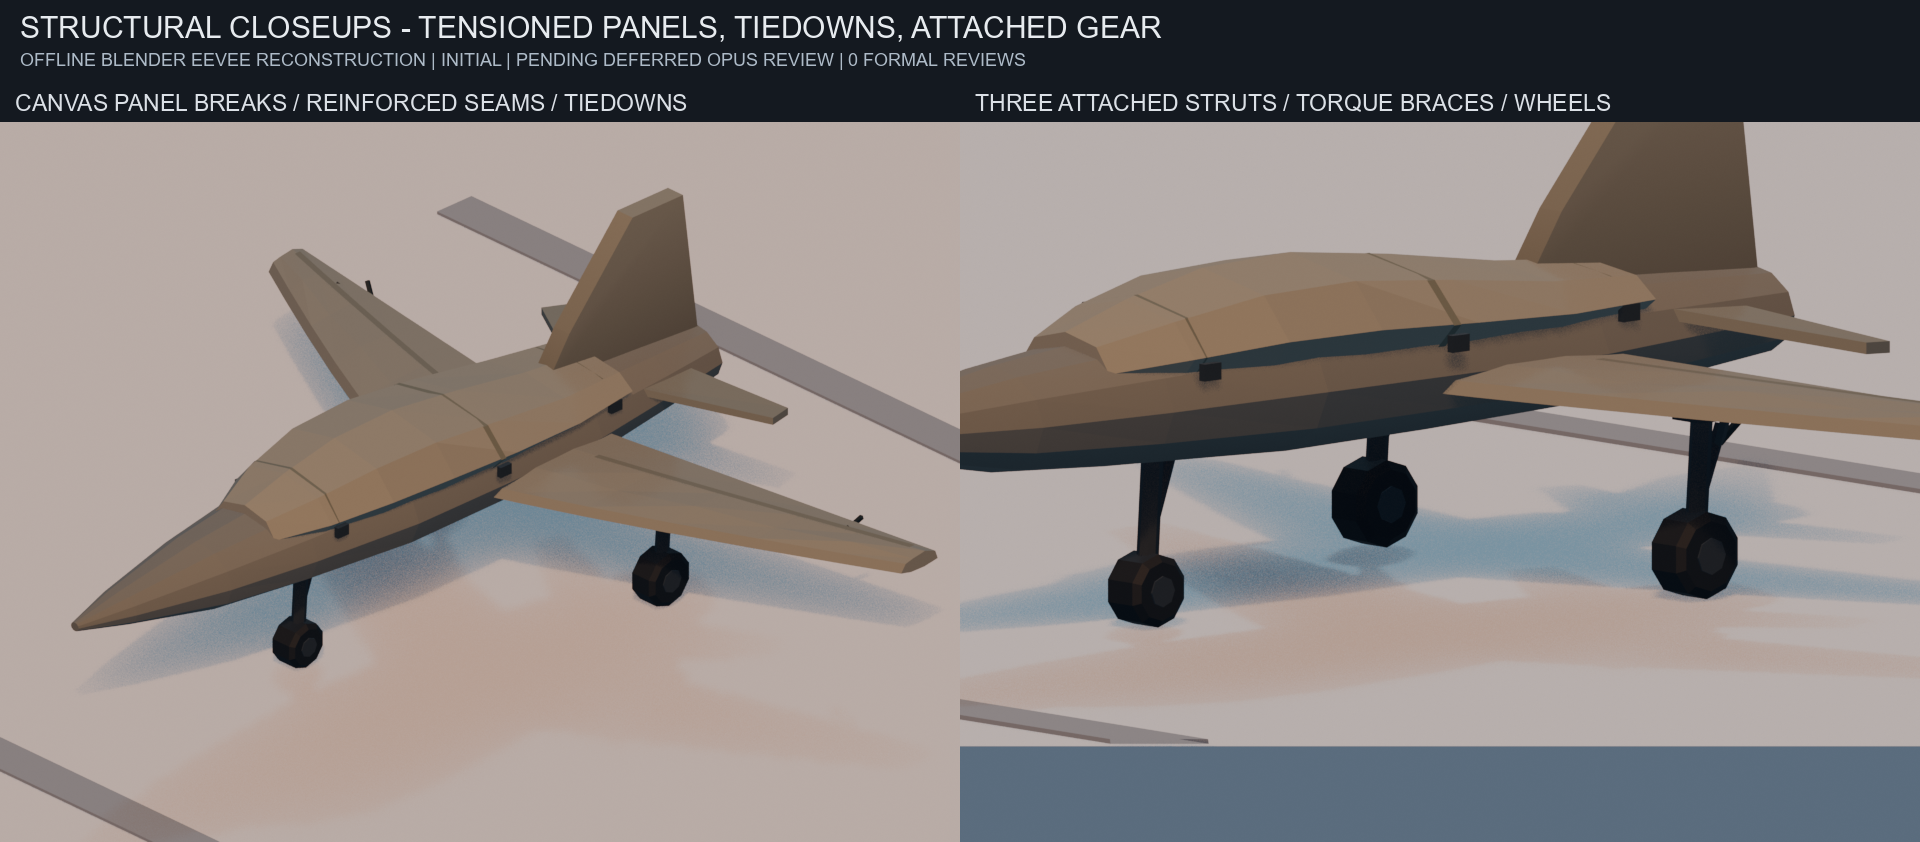 STRUCTURAL CLOSEUPS - TENSIONED PANELS, TIEDOWNS, ATTACHED GEAR
OFFLINE BLENDER EEVEE RECONSTRUCTION | INITIAL | PENDING DEFERRED OPUS REVIEW | 0 FORMAL REVIEWS
CANVAS PANEL BREAKS / REINFORCED SEAMS / TIEDOWNS
THREE ATTACHED STRUTS / TORQUE BRACES / WHEELS